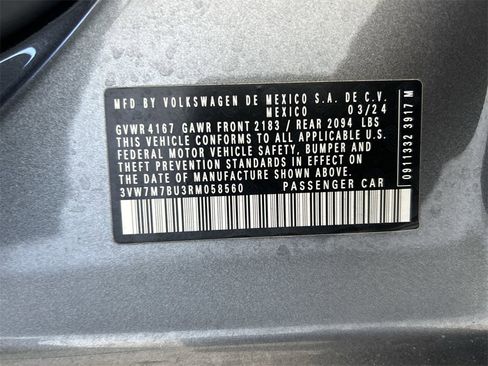 MFD BY VOLKSWAGEN DE MEXICO S.A. DE C.V.
MEXICO 03/24
GVWR 4167 GAWR FRONT 2183 / REAR 2094 LBS
THIS VEHICLE CONFORMS TO ALL APPLICABLE U.S.
FEDERAL MOTOR VEHICLE SAFETY, BUMPER AND
THEFT PREVENTION STANDARDS IN EFFECT ON
THE DATE OF MANUFACTURE SHOWN ABOVE.
3VW7M7BU3RM058560 PASSENGER CAR
09113323 3917 M